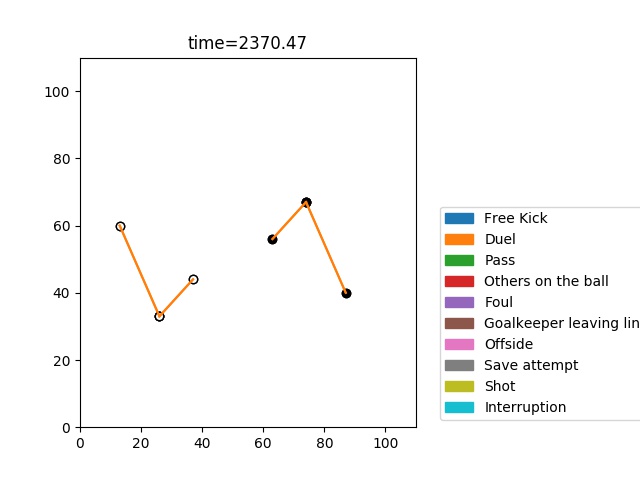 time=2370.47
100
80
60
40
20
0
0 20 40 60 80 100
Free Kick
Duel
Pass
Others on the ball
Foul
Goalkeeper leaving lin
Offside
Save attempt
Shot
Interruption